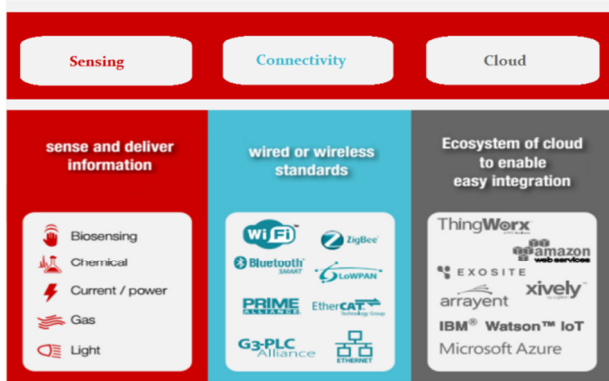 Sensing
Connectivity
Cloud
sense and deliver
information
Biosensing
Chemical
Current / power
Gas
Light
wired or wireless
standards
WiFi
ZigBee
Bluetooth
SMART
6LoWPAN
PRIME
ALLIANCE
EtherCAT
Technology Group
G3-PLC
Alliance
ETHERNET
Ecosystem of cloud
to enable
easy integration
ThingWorx
amazon
web services
EXOSITE
arrayent
xively
IBM® Watson™ IoT
Microsoft Azure